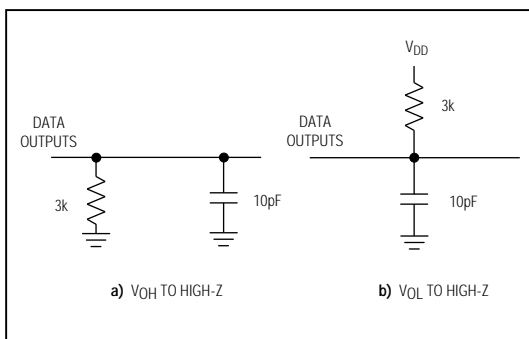 DATA
OUTPUTS
3k
10pF
a) VOH TO HIGH-Z
VDD
3k
DATA
OUTPUTS
10pF
b) VOL TO HIGH-Z